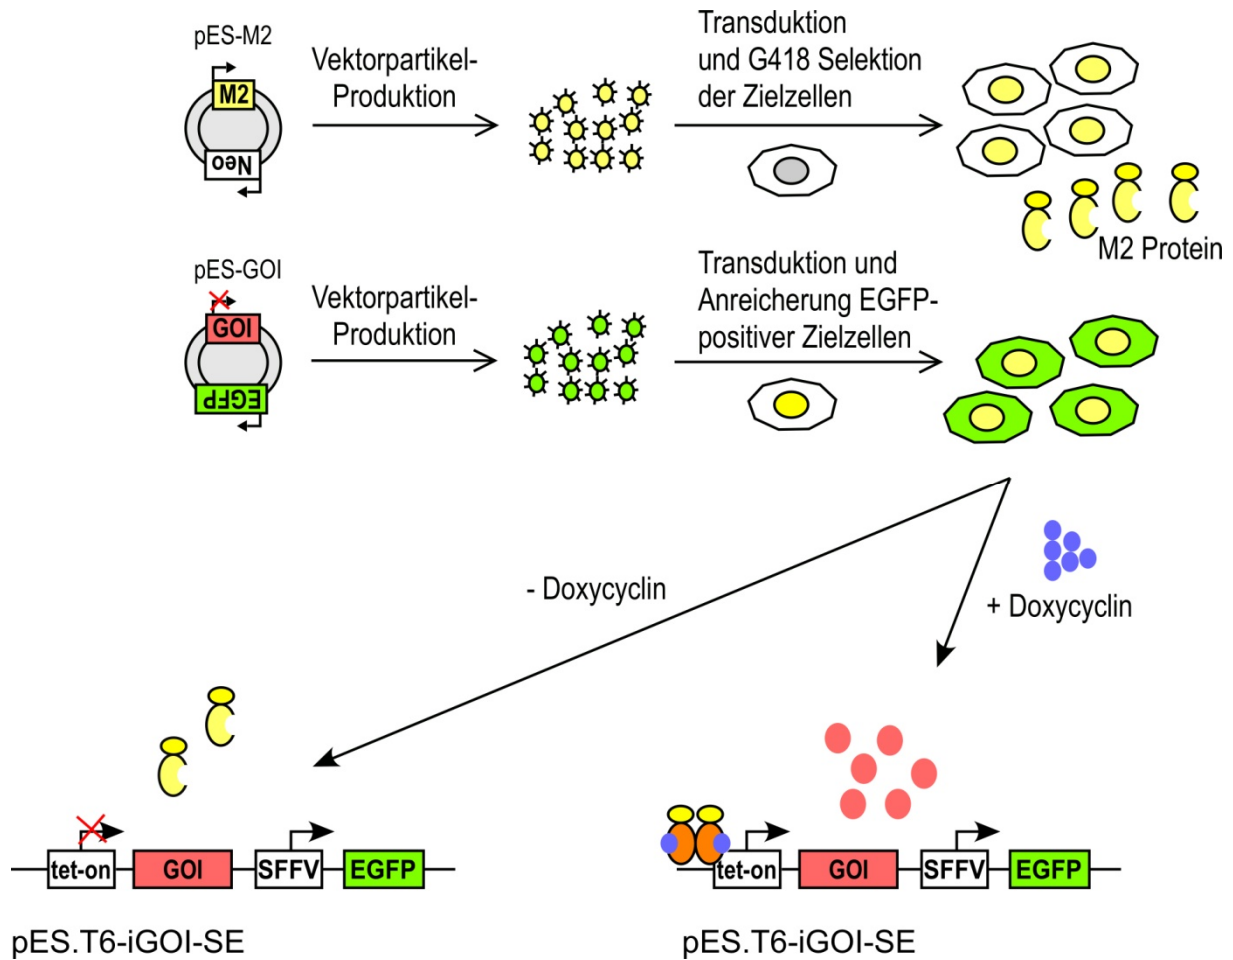 pES-M2
M2
Neo
Vektorpartikel-
Produktion
Transduktion
und G418 Selektion
der Zielzellen
M2 Protein
pES-GOI
GOI
EGFP
Vektorpartikel-
Produktion
Transduktion und
Anreicherung EGFP-
positiver Zielzellen
- Doxycyclin
+ Doxycyclin
tet-on GOI SFFV EGFP
pES.T6-iGOI-SE
tet-on GOI SFFV EGFP
pES.T6-iGOI-SE